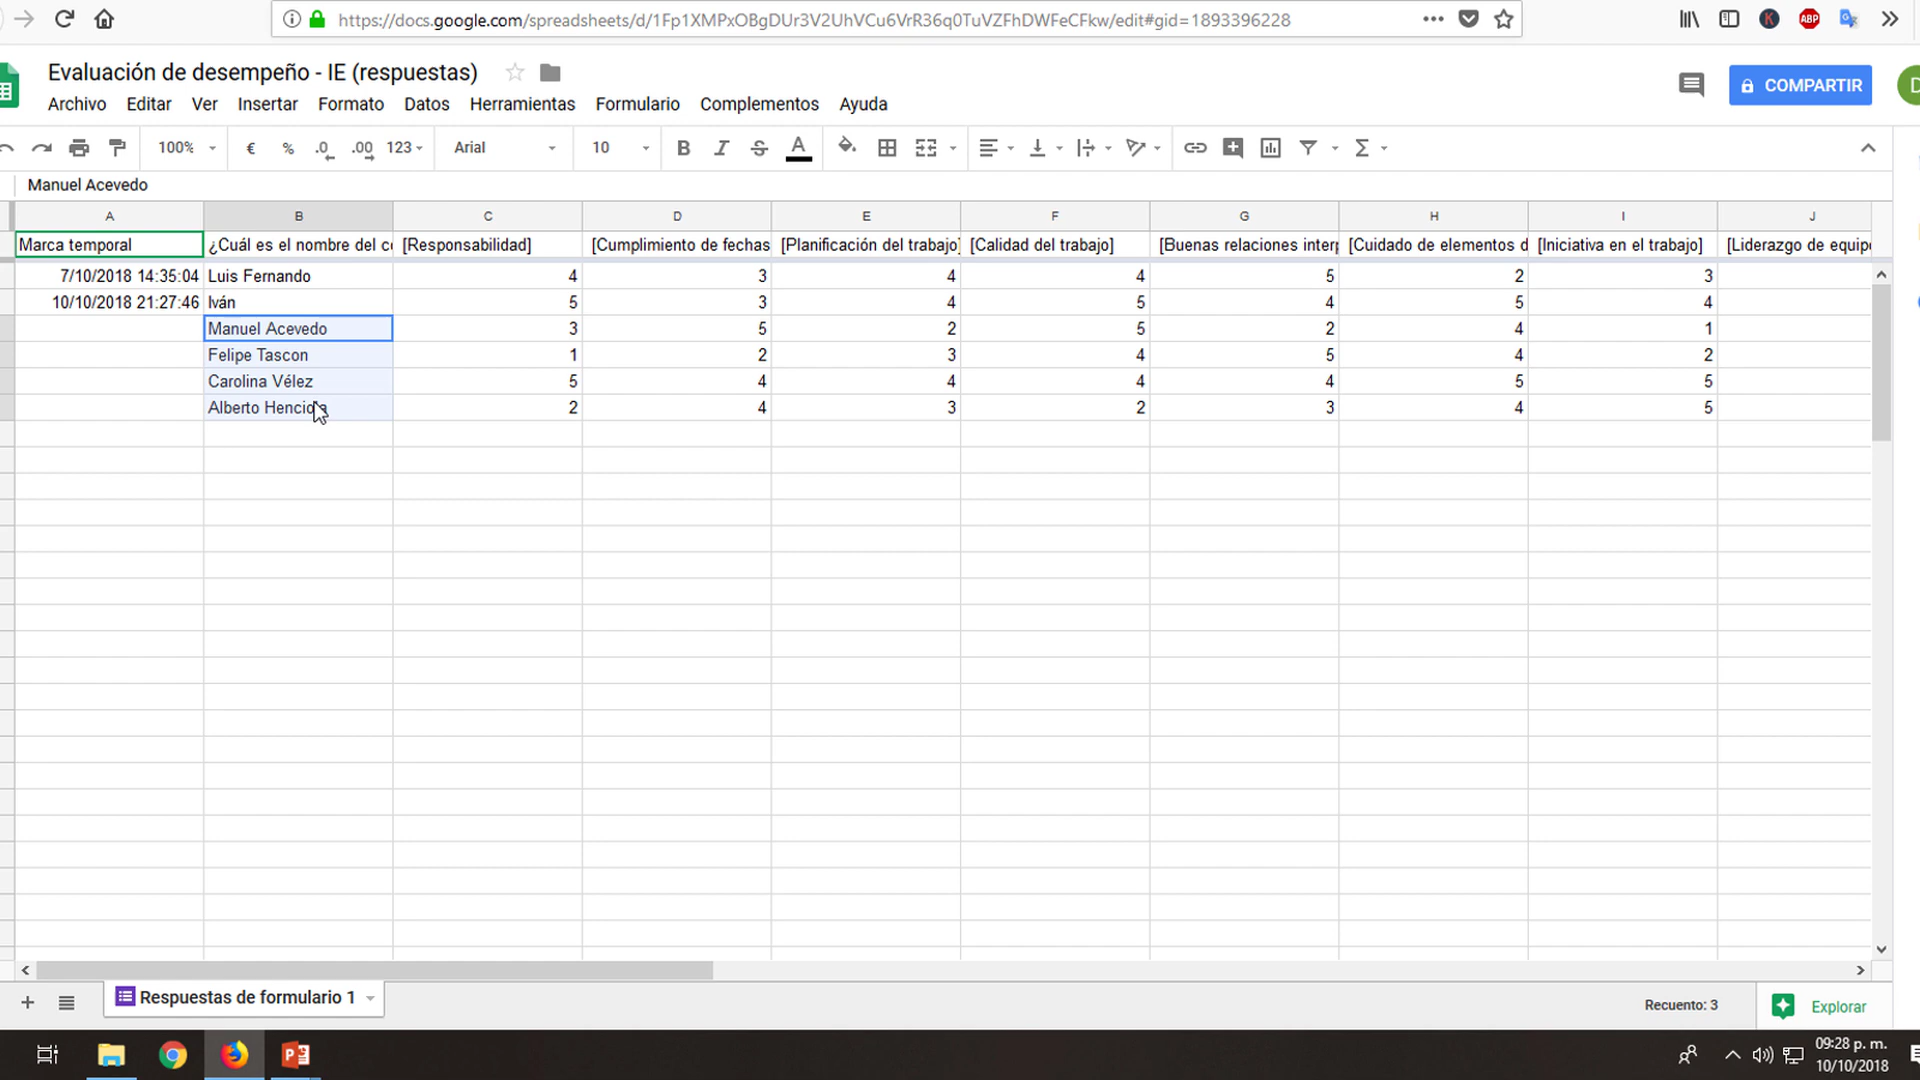 https://docs.google.com/spreadsheets/d/1Fp1XMPxOBgDUr3V2UhVCu6VrR36q0TuVZFhDWFeCFkw/edit#gid=1893396228
ABP
Evaluación de desempeño - IE (respuestas)
Archivo Editar Ver Insertar Formato Datos Herramientas Formulario Complementos Ayuda
COMPARTIR
100% € % .0 .00 123 Arial 10 B I S A Σ
Manuel Acevedo
A B C D E F G H I J
Marca temporal ¿Cuál es el nombre del co [Responsabilidad] [Cumplimiento de fechas [Planificación del trabajo] [Calidad del trabajo] [Buenas relaciones interp [Cuidado de elementos d [Iniciativa en el trabajo] [Liderazgo de equipo
7/10/2018 14:35:04 Luis Fernando 4 3 4 4 5 2 3
10/10/2018 21:27:46 Iván 5 3 4 5 4 5 4
Manuel Acevedo 3 5 2 5 2 4 1
Felipe Tascon 1 2 3 4 5 4 2
Carolina Vélez 5 4 4 4 4 5 5
Alberto 2 4 3 2 3 4 5
Respuestas de formulario 1
Recuento: 3
Explorar
09:28 p. m.
10/10/2018